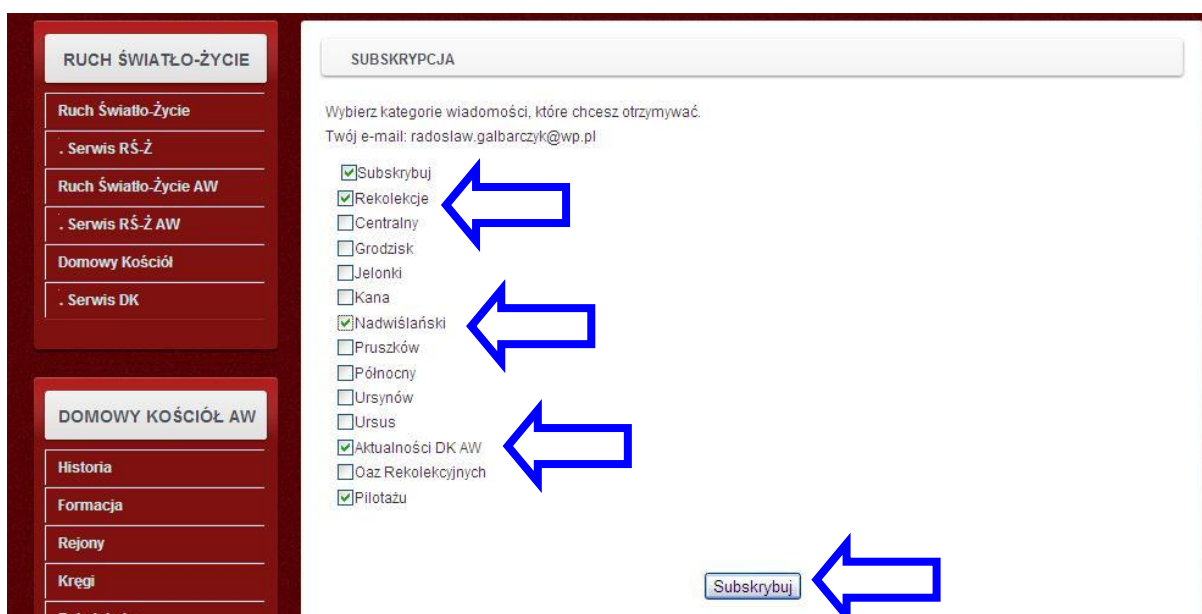 RUCH ŚWIATŁO-ŻYCIE
Ruch Światło-Życie
. Serwis RŚ-Ż
Ruch Światło-Życie AW
. Serwis RŚ-Ż AW
Domowy Kościół
. Serwis DK
DOMOWY KOŚCIÓŁ AW
Historia
Formacja
Rejony
Kręgi
SUBSKRYPCJA
Wybierz kategorie wiadomości, które chcesz otrzymywać.
Twój e-mail: radoslaw.galbarczyk@wp.pl
Subskrybuj
Rekolekcje
Centralny
Grodzisk
Jelonki
Kana
Nadwiślański
Pruszków
Północny
Ursynów
Ursus
Aktualności DK AW
Oaz Rekolekcyjnych
Pilotażu
Subskrybuj